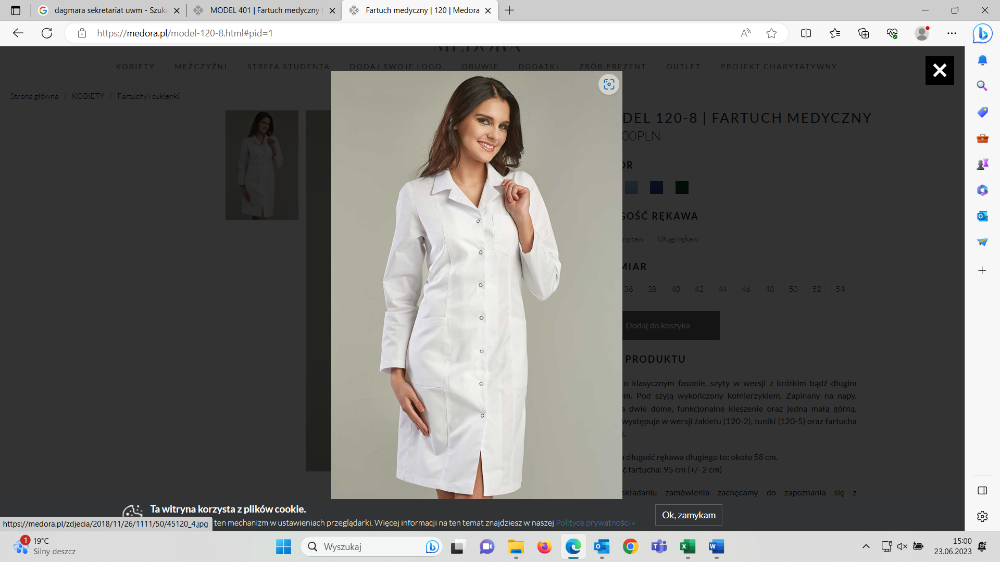 dagmara sekretariat uwm - Szuka
MODEL 401 | Fartuch medyczny |
Fartuch medyczny | 120 | Medora
https://medora.pl/model-120-8.html#pid=1
MEDORA
KOBIETY MĘŻCZYŹNI STREFA STUDENTA DODAJ SWOJE LOGO OBUWIE DODATKI ZRÓB PREZENT OUTLET PROJEKT CHARYTATYWNY
Strona główna / KOBIETY / Fartuchy i sukienki
DEL 120-8 | FARTUCH MEDYCZNY
00PLN
OR
GOŚĆ RĘKAWA
rękaw Długi rękaw
MIAR
36 38 40 42 44 46 48 50 52 54
Dodaj do koszyka
PRODUKTU
o klasycznym fasonie, szyty w wersji z krótkim bądź długim
em. Pod szyją wykończony kołnierzykiem. Zapinany na napy.
a dwie dolne, funkcjonalne kieszenie oraz jedną małą górną.
występuje w wersji żakietu (120-2), tuniki (120-5) oraz fartucha
).
a długość rękawa długiego to: około 58 cm.
ć fartucha: 95 cm (+/- 2 cm)
składaniu zamówienia zachęcamy do zapoznania się z
Ta witryna korzysta z plików cookie.
ten mechanizm w ustawieniach przeglądarki. Więcej informacji na ten temat znajdziesz w naszej Polityce prywatności »
Ok, zamykam
https://medora.pl/zdjecia/2018/11/26/1111/50/45120_4.jpg
1
19°C
Silny deszcz
Wyszukaj
15:00
23.06.2023